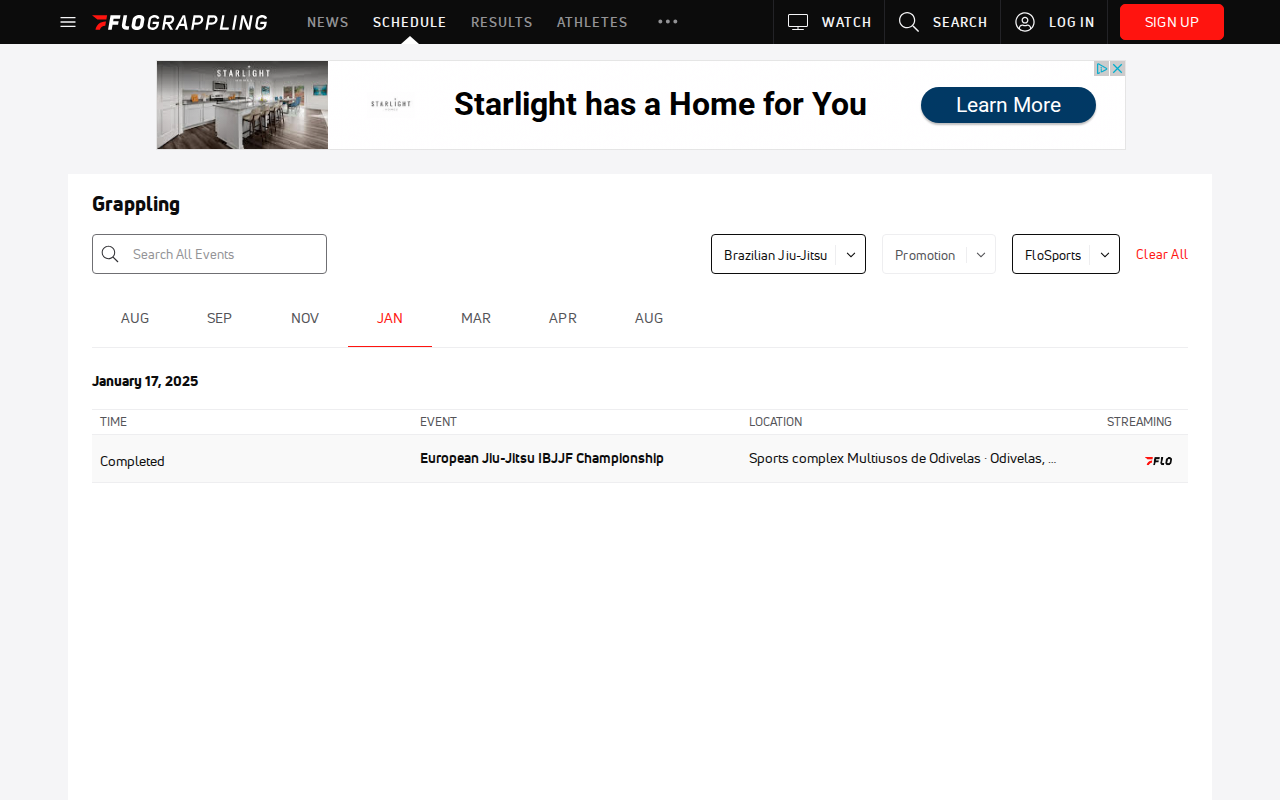 FLOGRAPPLING
NEWS
SCHEDULE
RESULTS
ATHLETES
WATCH
SEARCH
LOG IN
SIGN UP
STARLIGHT
STARLIGHT
Starlight has a Home for You
Learn More
Grappling
Search All Events
Brazilian Jiu-Jitsu
Promotion
FloSports
Clear All
AUG
SEP
NOV
JAN
MAR
APR
AUG
January 17, 2025
TIME
EVENT
LOCATION
STREAMING
Completed
European Jiu-Jitsu IBJJF Championship
Sports complex Multiusos de Odivelas · Odivelas, ...
FLO